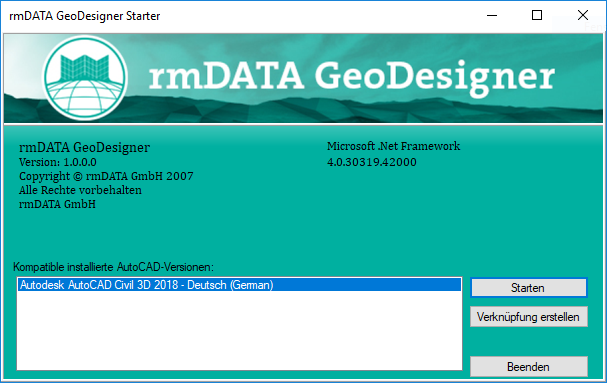 rmDATA GeoDesigner Starter
rmDATA GeoDesigner
rmDATA GeoDesigner
Version: 1.0.0.0
Copyright © rmDATA GmbH 2007
Alle Rechte vorbehalten
rmDATA GmbH
Microsoft .Net Framework
4.0.30319.42000
Kompatible installierte AutoCAD-Versionen:
Autodesk AutoCAD Civil 3D 2018 - Deutsch (German)
Starten
Verknüpfung erstellen
Beenden